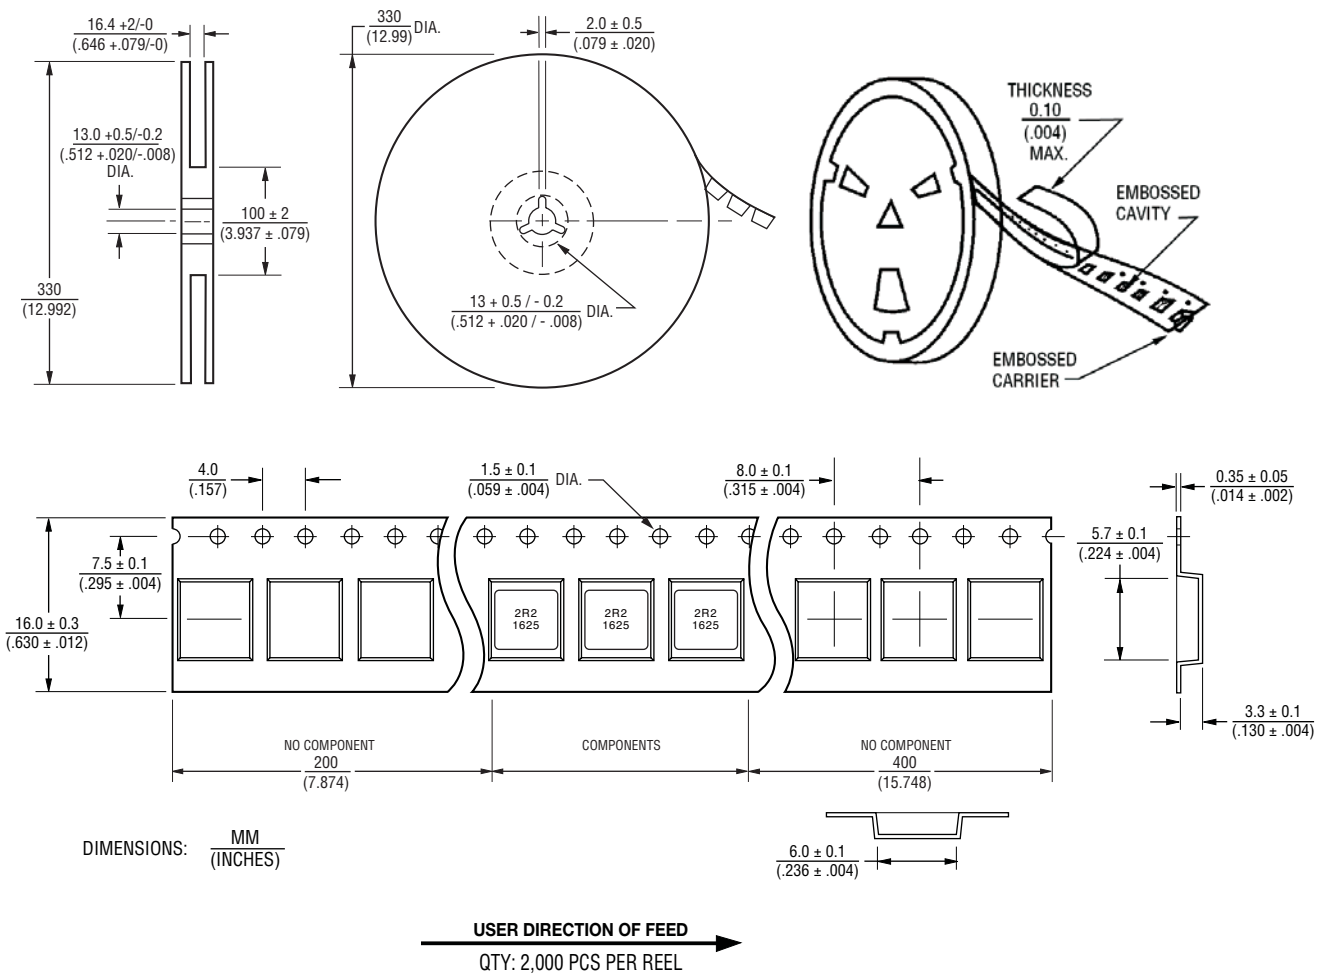 16.4 +2/-0
(.646 +.079/-0)
330
(12.99)
DIA.
2.0 ± 0.5
(.079 ± .020)
13.0 +0.5/-0.2
(.512 +.020/-.008)
DIA.
100 ± 2
(3.937 ± .079)
330
(12.992)
13 + 0.5 / - 0.2
(.512 + .020 / - .008)
DIA.
THICKNESS
0.10
(.004)
MAX.
EMBOSSED
CAVITY
EMBOSSED
CARRIER
4.0
(.157)
1.5 ± 0.1
(.059 ± .004)
DIA.
8.0 ± 0.1
(.315 ± .004)
0.35 ± 0.05
(.014 ± .002)
7.5 ± 0.1
(.295 ± .004)
5.7 ± 0.1
(.224 ± .004)
16.0 ± 0.3
(.630 ± .012)
2R2
1625
2R2
1625
2R2
1625
3.3 ± 0.1
(.130 ± .004)
NO COMPONENT
200
(7.874)
COMPONENTS
NO COMPONENT
400
(15.748)
DIMENSIONS:
MM
(INCHES)
6.0 ± 0.1
(.236 ± .004)
USER DIRECTION OF FEED
QTY: 2,000 PCS PER REEL